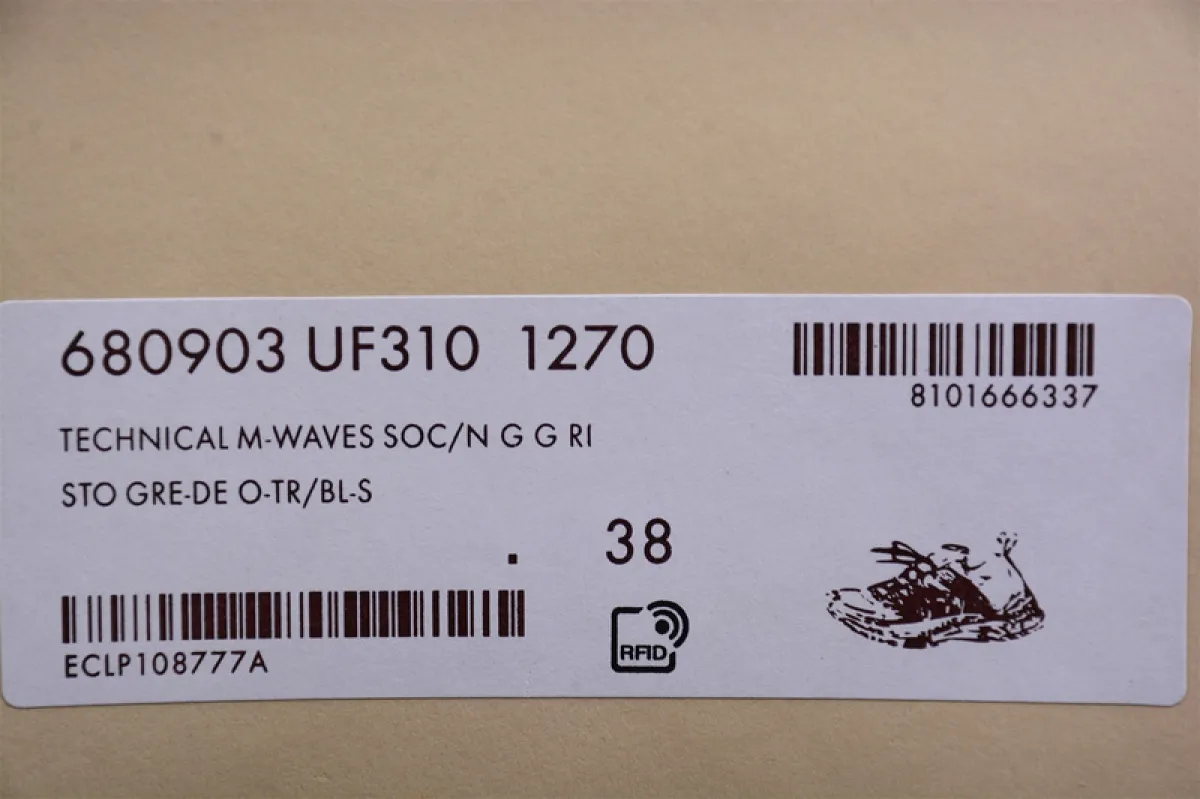 680903 UF310 1270
8101666337
TECHNICAL M-WAVES SOC/N G G RI
STO GRE-DE O-TR/BL-S
. 38
ECLP108777A
RFID